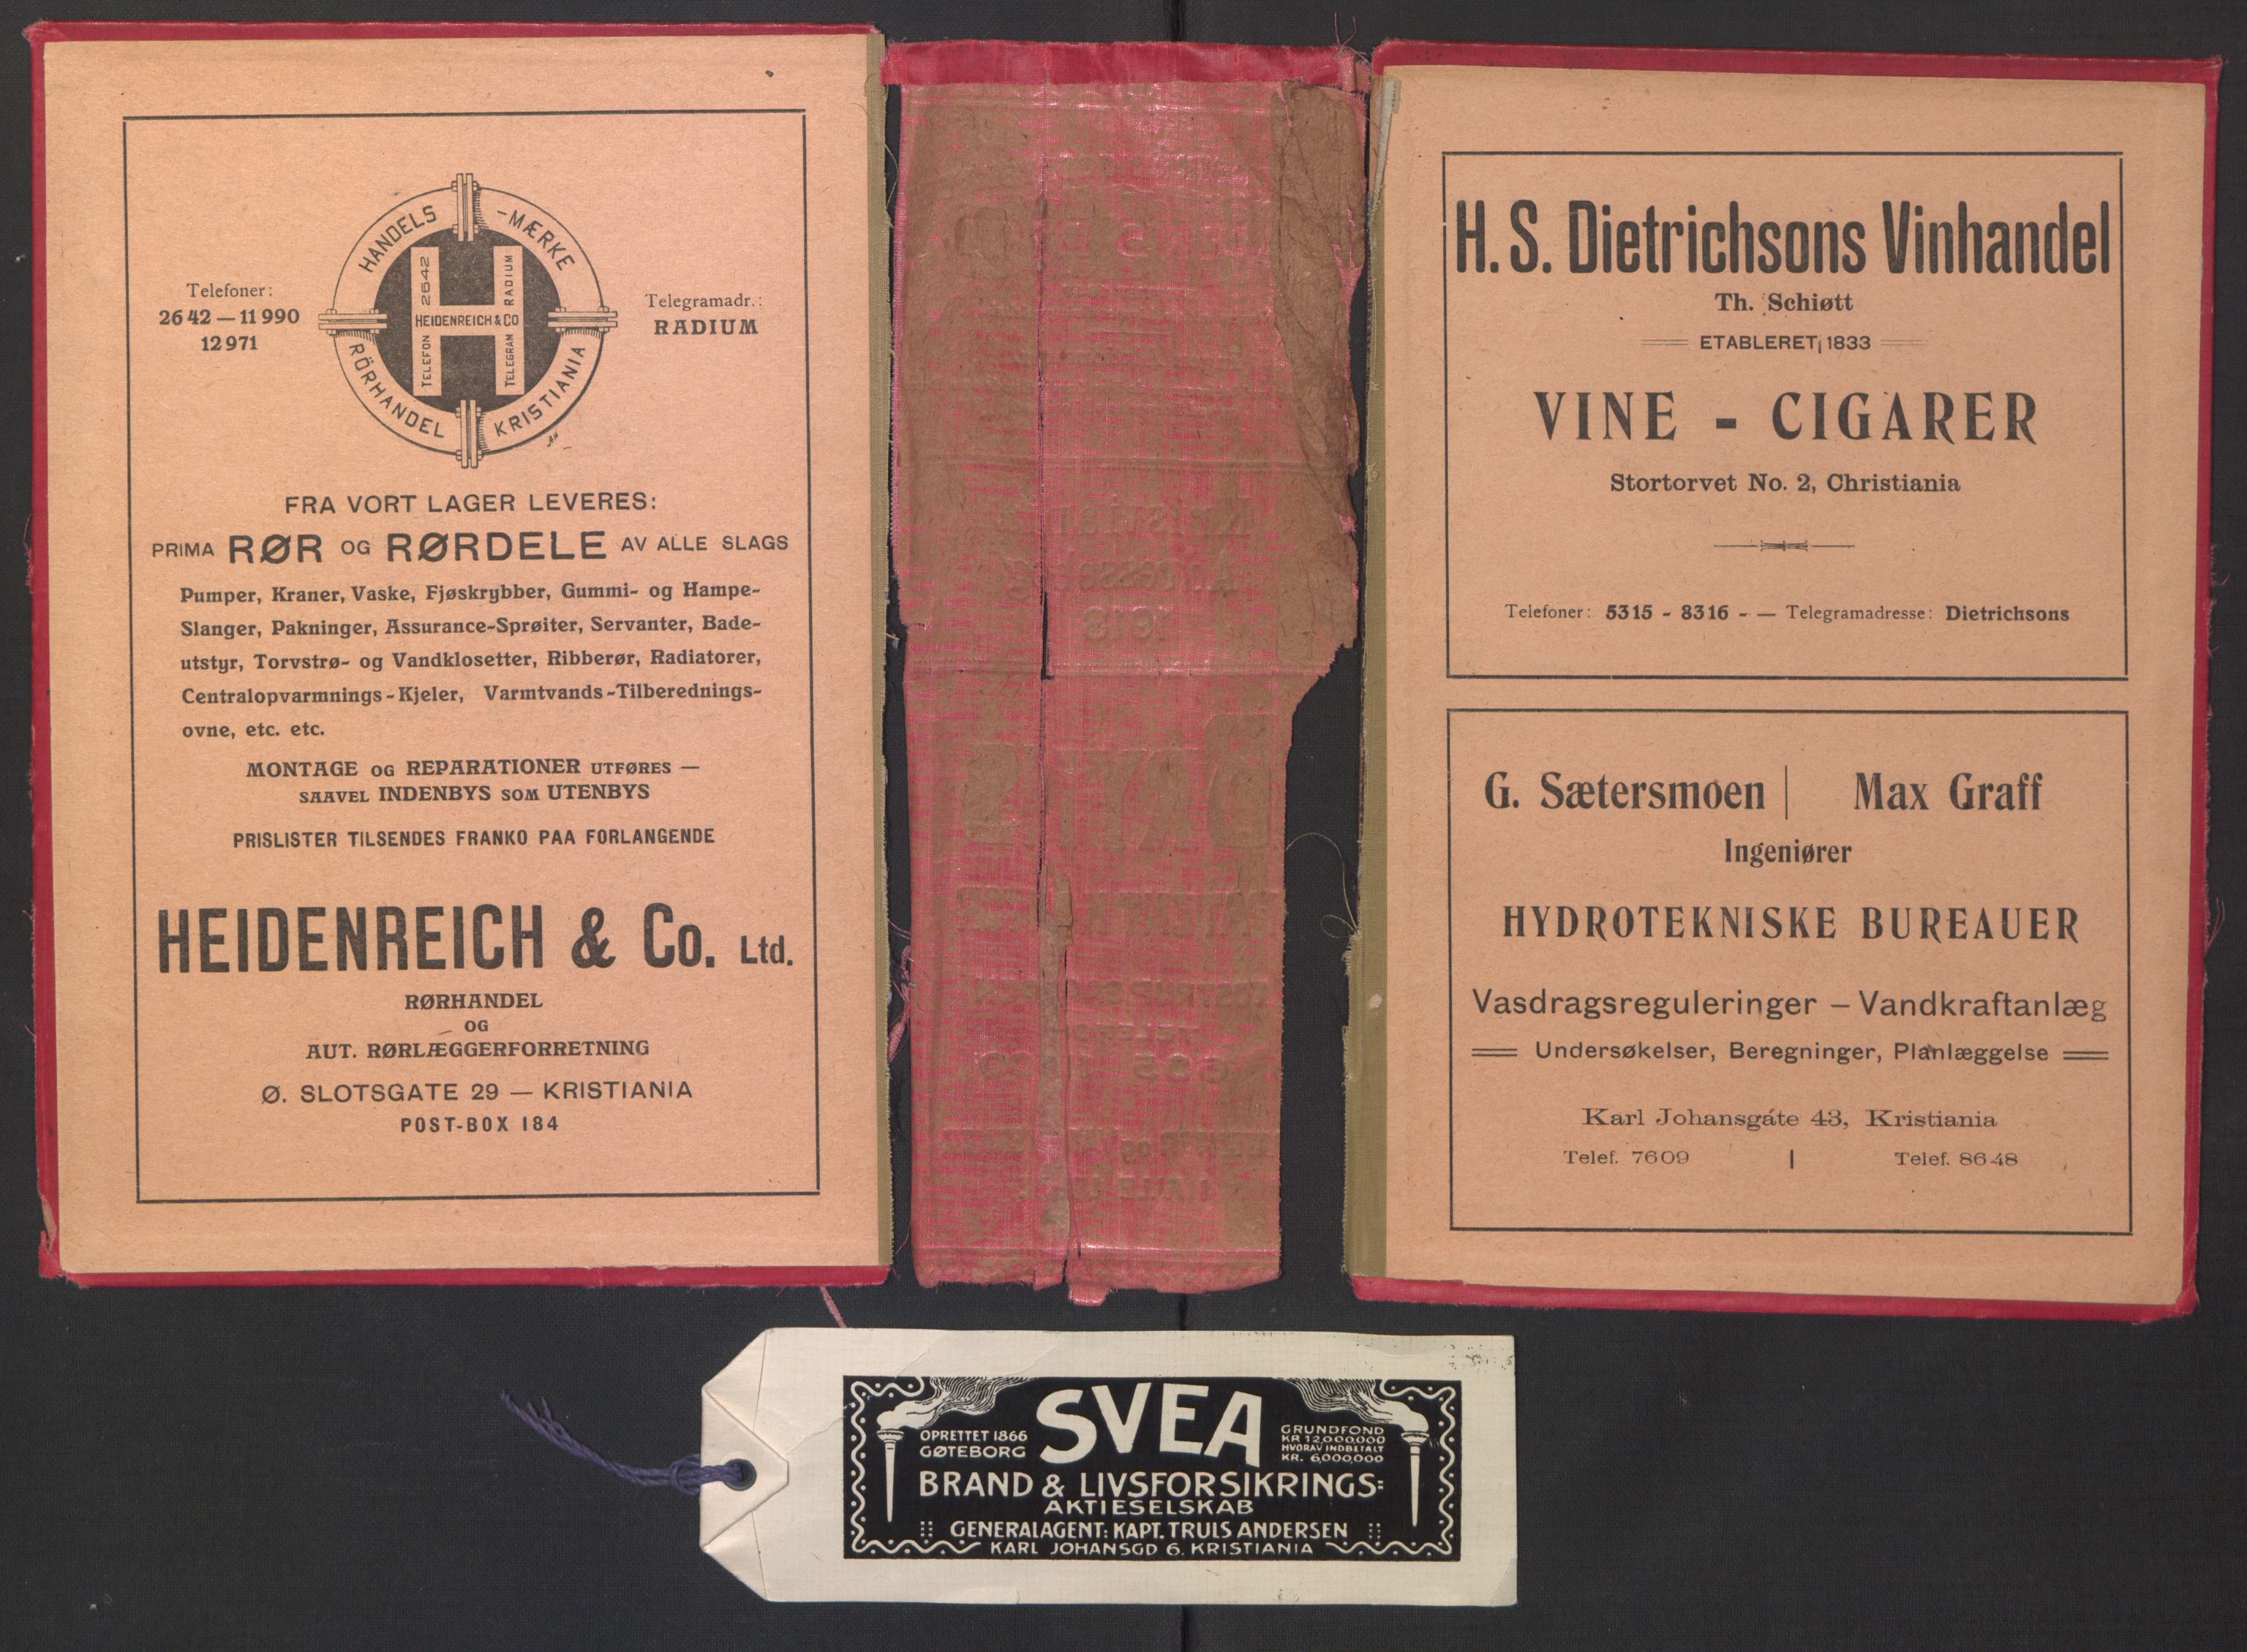 HANDELS -MÆRKE
RÖRHANDEL KRISTIANIA
TELEFON 2642
HEIDENREICH & CO
TELEGRAM RADIUM
Telefoner:
2642 — 11990
12971
Telegramadr.:
RADIUM
FRA VORT LAGER LEVERES:
PRIMA RØR OG RØRDELE AV ALLE SLAGS
Pumper, Kraner, Vaske, Fjøskrybber, Gummi- og Hampe-
Slanger, Pakninger, Assurance-Sprøiter, Servanter, Bade-
utstyr, Torvstrø- og Vandklosetter, Ribberør, Radiatorer,
Centralopvarmnings-Kjeler, Varmtvands-Tilberednings-
ovne, etc. etc.
MONTAGE OG REPARATIONER UTFØRES —
SAAVEL INDENBYS SOM UTENBYS
PRISLISTER TILSENDES FRANKO PAA FORLANGENDE
HEIDENREICH & Co. Ltd.
RØRHANDEL
OG
AUT. RØRLÆGGERFORRETNING
Ø. SLOTSGATE 29 — KRISTIANIA
POST-BOX 184
H. S. Dietrichsons Vinhandel
Th. Schiøtt
ETABLERET 1833
VINE - CIGARER
Stortorvet No. 2, Christiania
Telefoner: 5315 - 8316 - — Telegramadresse: Dietrichsons
G. Sætersmoen | Max Graff
Ingeniører
HYDROTEKNISKE BUREAUER
Vasdragsreguleringer – Vandkraftanlæg
Undersøkelser, Beregninger, Planlæggelse
Karl Johansgáte 43, Kristiania
Telef. 7609 | Telef. 8648
SVEA
OPRETTET 1866
GØTEBORG
GRUNDFOND
KR 12,000,000
HVORAV INDBETALT
KR. 6,000,000
BRAND & LIVSFORSIKRINGS=
AKTIESELSKAB
GENERALAGENT: KAPT. TRULS ANDERSEN
KARL JOHANSGD 6. KRISTIANIA